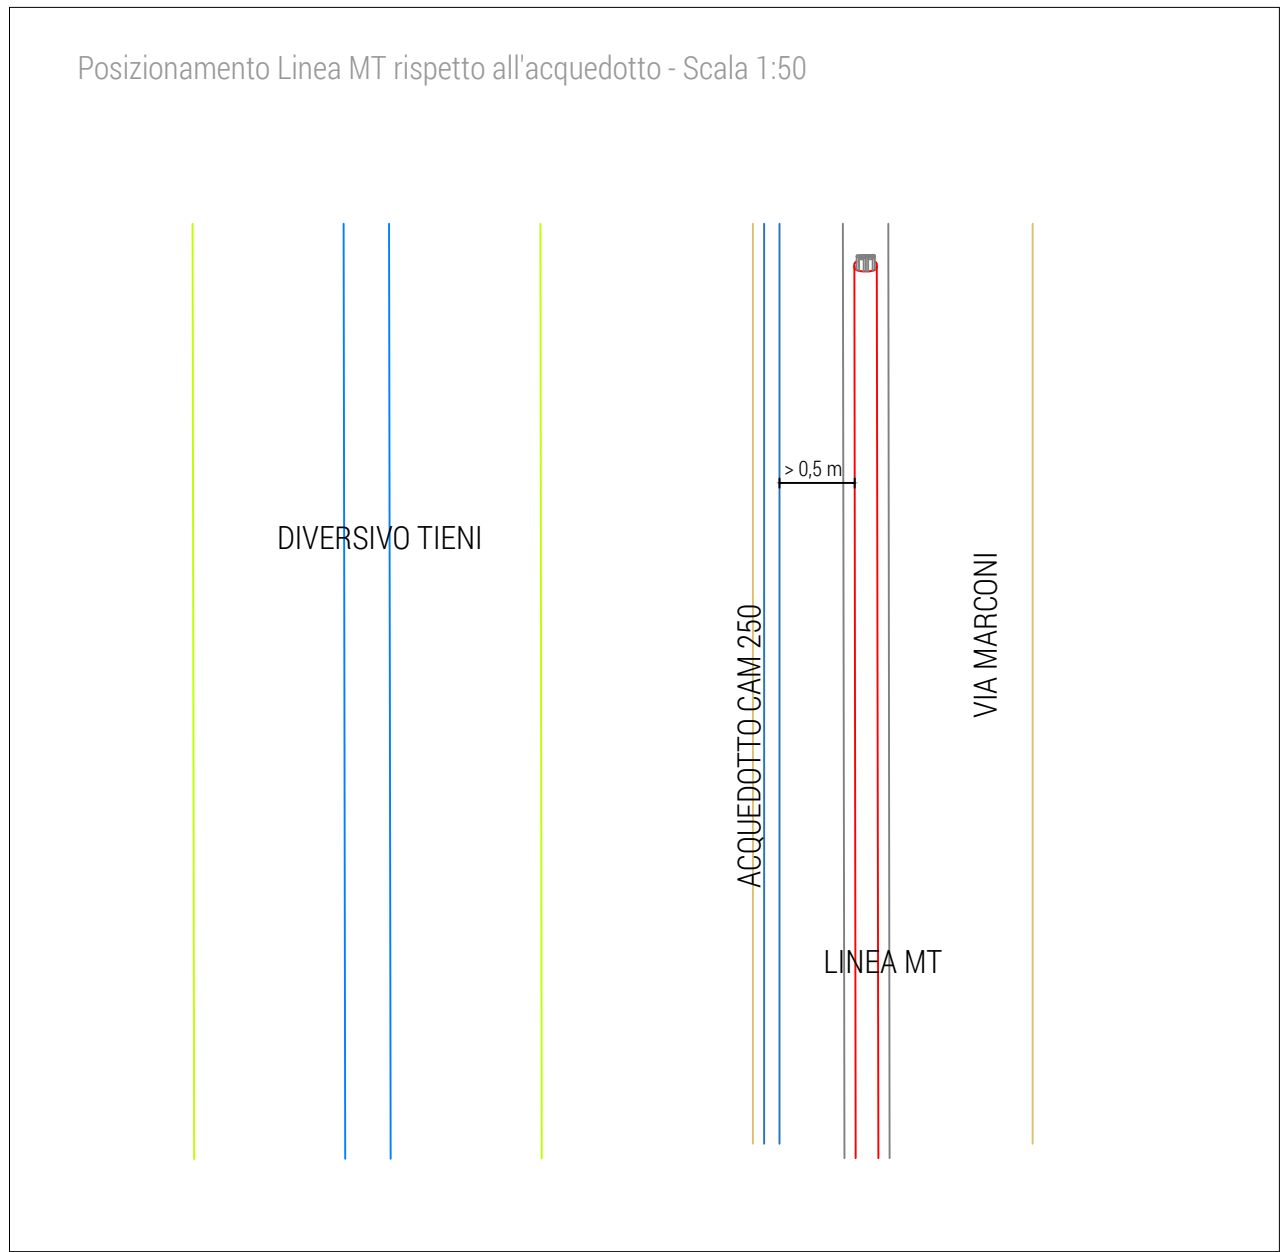 Posizionamento Linea MT rispetto all'acquedotto - Scala 1:50
> 0,5 m
DIVERSIVO TIENI
ACQUEDOTTO CAM 250
VIA MARCONI
LINEA MT